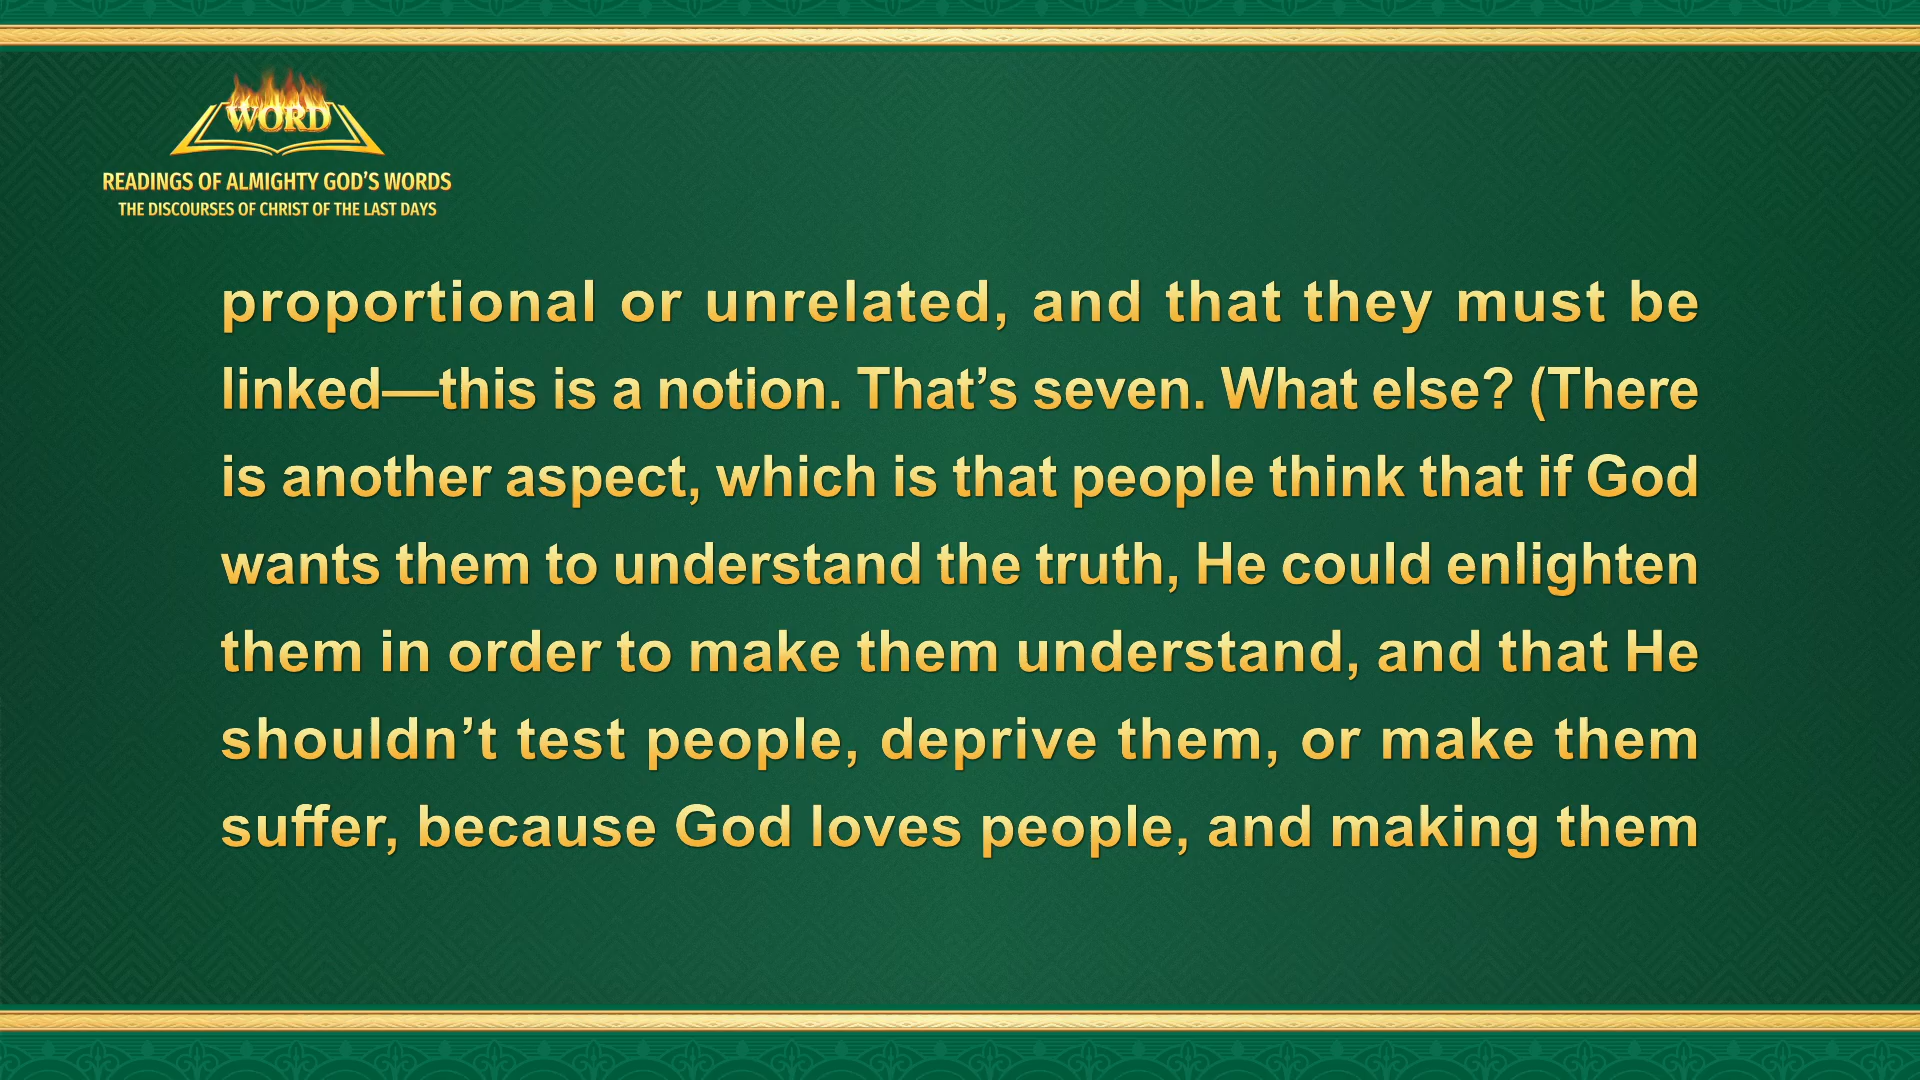 WORD
READINGS OF ALMIGHTY GOD’S WORDS
THE DISCOURSES OF CHRIST OF THE LAST DAYS
proportional or unrelated, and that they must be
linked—this is a notion. That’s seven. What else? (There
is another aspect, which is that people think that if God
wants them to understand the truth, He could enlighten
them in order to make them understand, and that He
shouldn’t test people, deprive them, or make them
suffer, because God loves people, and making them